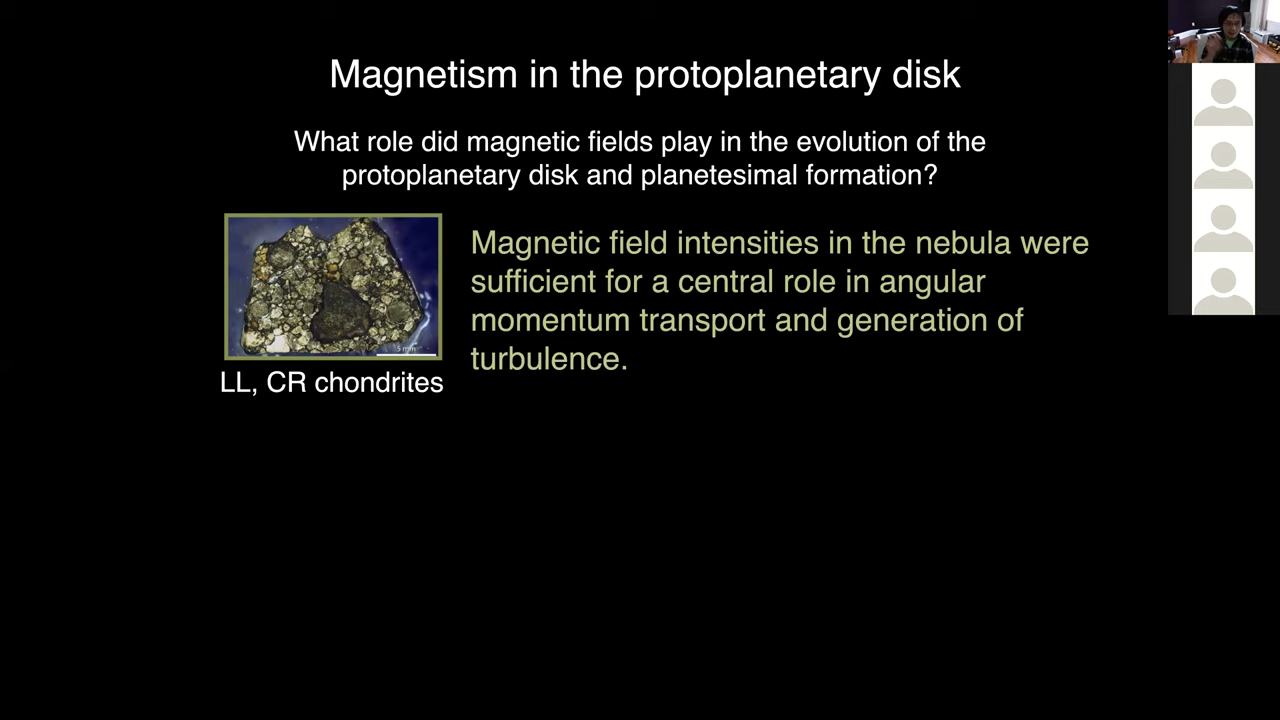 Magnetism in the protoplanetary disk
What role did magnetic fields play in the evolution of the
protoplanetary disk and planetesimal formation?
Magnetic field intensities in the nebula were
sufficient for a central role in angular
momentum transport and generation of
turbulence.
5 mm
LL, CR chondrites